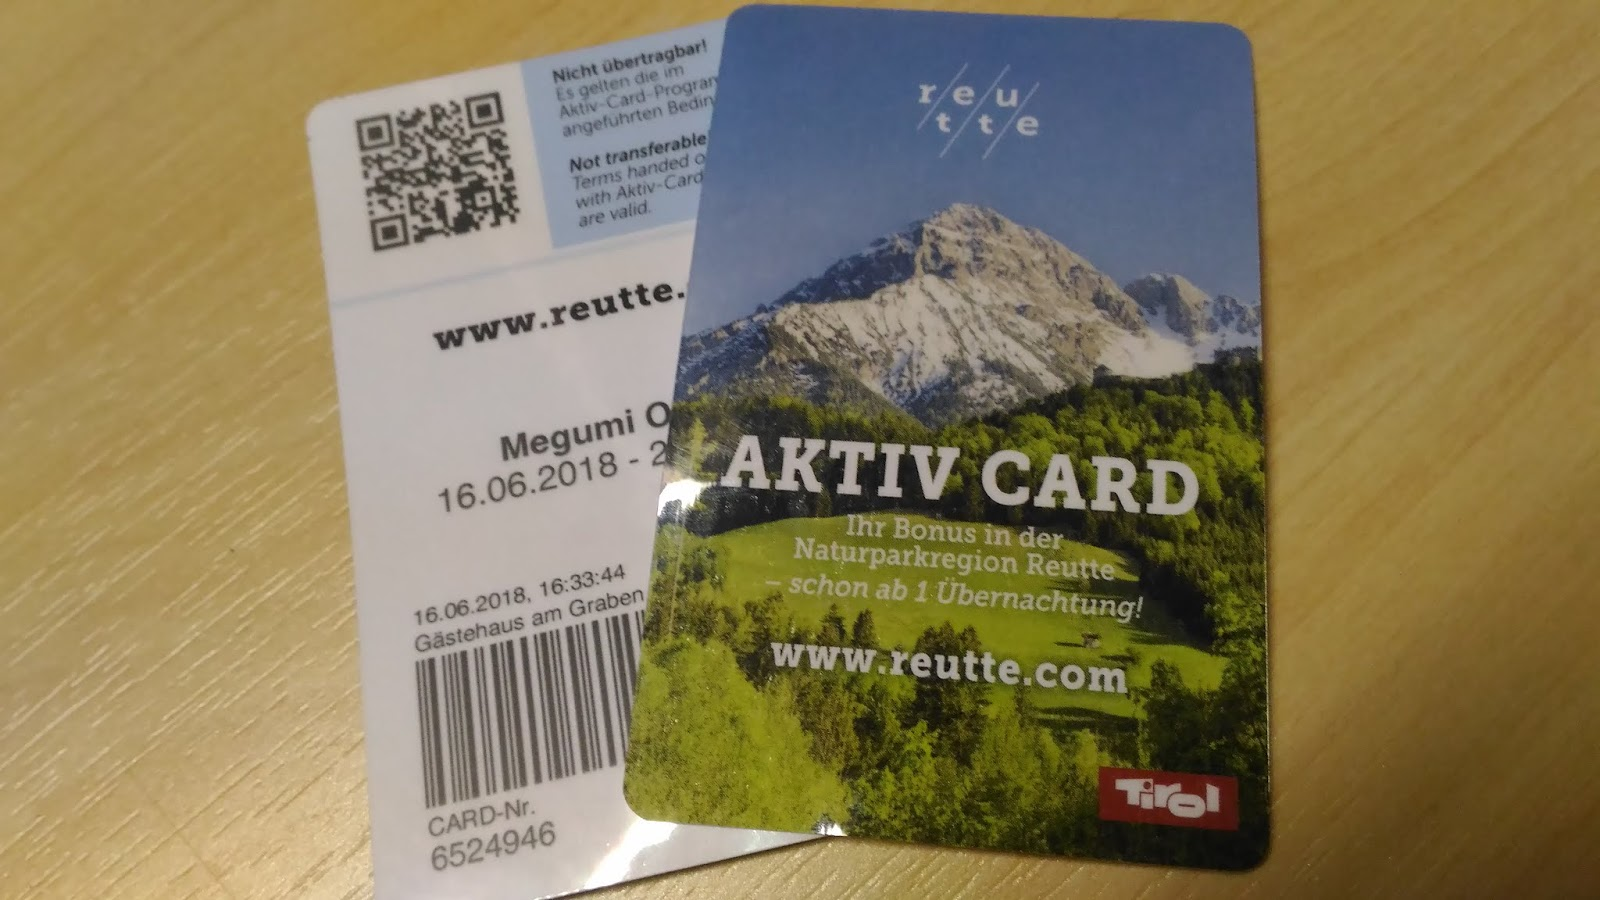 Nicht übertragbar!
Es gelten die im
Aktiv-Card-Program
angeführten Bedin
Not transferable
Terms handed o
with Aktiv-Card
are valid.
www.reutte.
Megumi O
16.06.2018 - 2
16.06.2018, 16:33:44
Gästehaus am Graben
CARD-Nr.
6524946
reu
tte
AKTIV CARD
Ihr Bonus in der
Naturparkregion Reutte
– schon ab 1 Übernachtung!
www.reutte.com
Tirol